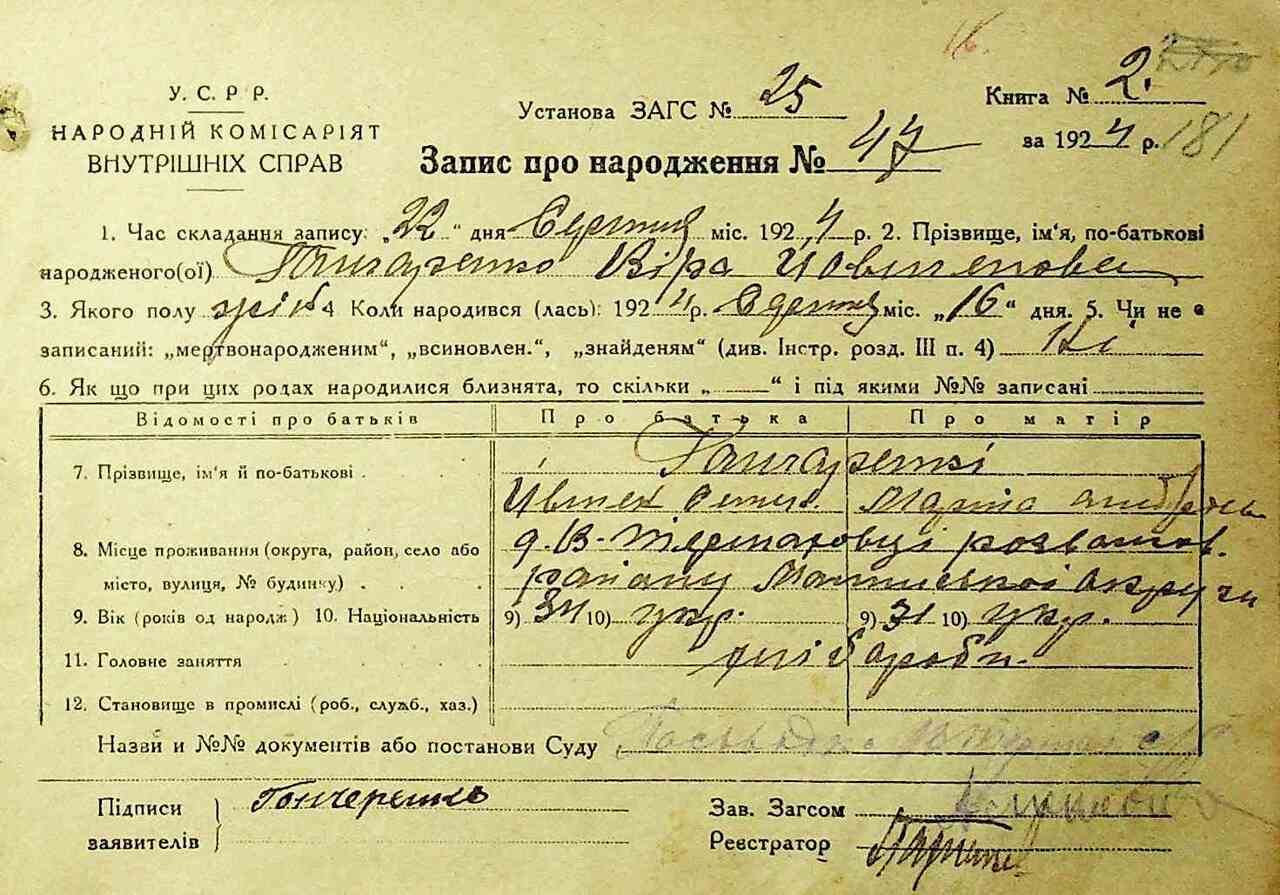 16.
У. С. Р Р.
НАРОДНІЙ КОМІСАРІЯТ
ВНУТРІШНІХ СПРАВ
Установа ЗАГС № 25
Книга № 2.
за 1924 р. 181
Запис про народження № 47
1. Час складання запису: „22“ дня Серпня міс. 1924 р. 2. Прізвище, ім'я, по-батькові
народженого(ої) Гончаренко Віра
3. Якого полу жін 4 Коли народився (лась): 1924 р. Серпня міс. „16“ дня. 5. Чи не
записаний: „мертвонародженим“, „всиновлен.“, „знайденям“ (див. Інстр. розд. III п. 4) Ні
6. Як що при цих родах народилися близнята, то скільки „ “ і під якими №№ записані
Відомості про батьків Про батька Про матір
7. Прізвище, ім'я й по-батькові . Гончаренкі
Марта
8. Місце проживання (округа, район, село або
місто, вулиця, № будинку) . . району округи
9. Вік (років од народж) 10. Національність 9) 34 10) укр. 9) 31 10) укр.
11. Головне заняття . . . . хліборобн.
12. Становище в промислі (роб., служб., хаз.)
Назви и №№ документів або постанови Суду
Підписи
заявителів
Гончеренко
Зав. Загсом
Реєстратор